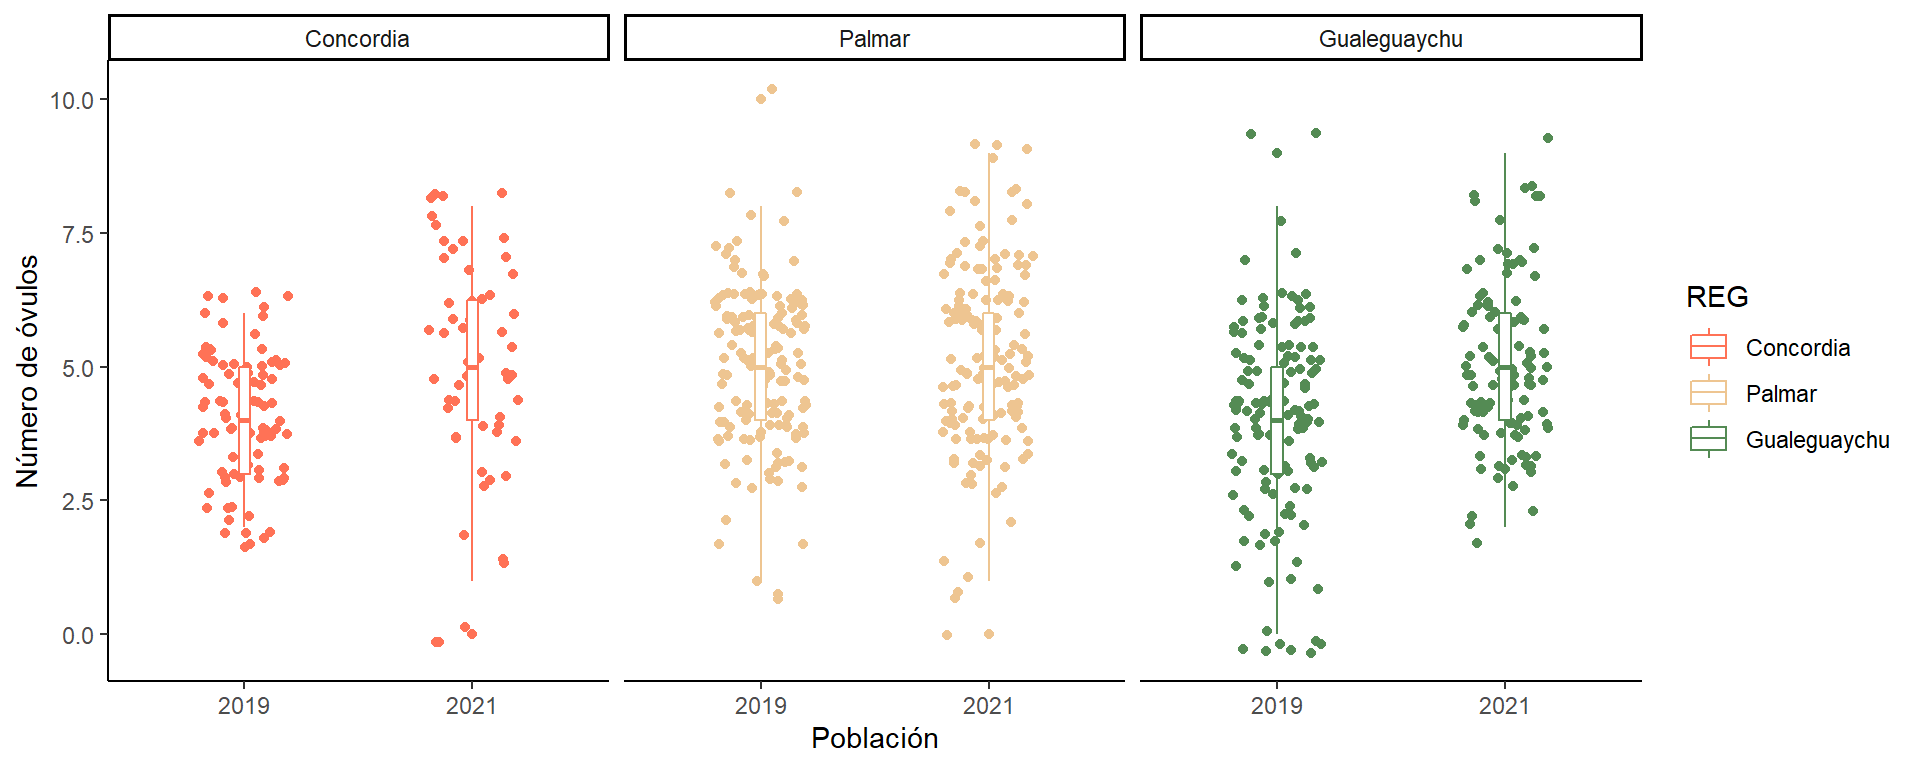 Concordia
Palmar
Gualeguaychu
10.0
7.5
5.0
2.5
0.0
Número de óvulos
2019
2021
2019
2021
2019
2021
Población
REG
Concordia
Palmar
Gualeguaychu